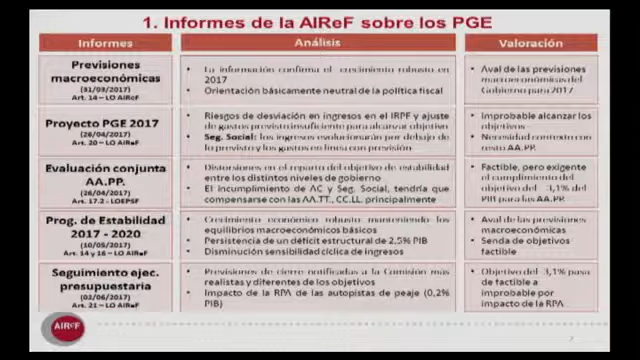 1. Informes de la AIReF sobre los PGE
Informes
Análisis
Valoración
Previsiones
macroeconómicas
(31/03/2017)
Art. 14 – LO AIReF
• La información confirma el crecimiento robusto en
2017
• Orientación básicamente neutral de la política fiscal
• Aval de las previsiones
macroeconómicas del
Gobierno para 2017
Proyecto PGE 2017
(26/04/2017)
Art. 20 – LO AIReF
• Riesgos de desviación en ingresos en el IRPF y ajuste
de gastos previsto insuficiente para alcanzar objetivo
• Seg. Social: los ingresos evolucionarán por debajo de
lo previsto y los gastos en línea con previsión
• Improbable alcanzar los
objetivos
• Necesidad contexto con
resto AA.PP.
Evaluación conjunta
AA.PP.
(26/04/2017)
Art. 17.2 - LOEPSF
• Distorsiones en el reparto del objetivo de estabilidad
entre los distintos niveles de gobierno
• El incumplimiento de AC y Seg. Social, tendría que
compensarse con las AA.TT., CC.LL. principalmente
• Factible, pero exigente
el cumplimiento del
objetivo del -3,1% del
PIB para las AA.PP.
Prog. de Estabilidad
2017 - 2020
(10/05/2017)
Art. 14 y 16 – LO AIReF
• Crecimiento económico robusto manteniendo los
equilibrios macroeconómicos básicos
• Persistencia de un déficit estructural de 2,5% PIB
• Disminución sensibilidad cíclica de ingresos
• Aval de las previsiones
macroeconómicas
• Senda de objetivos
factible
Seguimiento ejec.
presupuestaria
(02/06/2017)
Art. 21 – LO AIReF
• Previsiones de cierre notificadas a la Comisión más
realistas y diferentes de los objetivos
• Impacto de la RPA de las autopistas de peaje (0,2%
PIB)
• Objetivo del -3,1% pasa
de factible a
improbable por
impacto de la RPA
AIReF